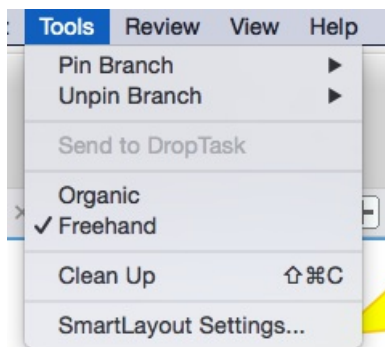 Tools Review View Help
Pin Branch ▶
Unpin Branch ▶
Send to DropTask
Organic
✓ Freehand
Clean Up ⇧⌘C
SmartLayout Settings...